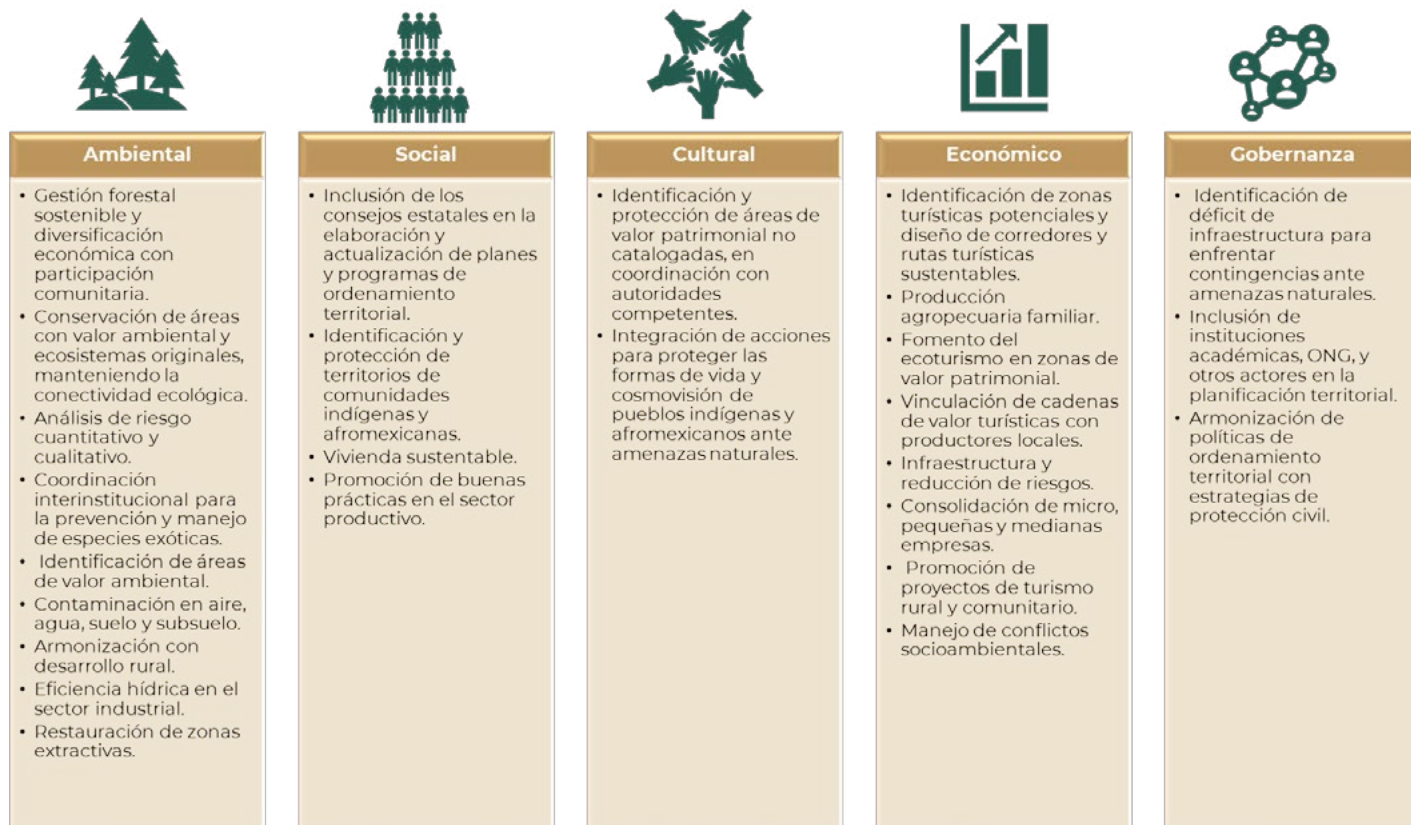 Ambiental
• Gestión forestal
sostenible y
diversificación
económica con
participación
comunitaria.
• Conservación de áreas
con valor ambiental y
ecosistemas originales,
manteniendo la
conectividad ecológica.
• Análisis de riesgo
cuantitativo y
cualitativo.
• Coordinación
interinstitucional para
la prevención y manejo
de especies exóticas.
• Identificación de áreas
de valor ambiental.
• Contaminación en aire,
agua, suelo y subsuelo.
• Armonización con
desarrollo rural.
• Eficiencia hídrica en el
sector industrial.
• Restauración de zonas
extractivas.
Social
• Inclusión de los
consejos estatales en la
elaboración y
actualización de planes
y programas de
ordenamiento
territorial.
• Identificación y
protección de
territorios de
comunidades
indígenas y
afromexicanas.
• Vivienda sustentable.
• Promoción de buenas
prácticas en el sector
productivo.
Cultural
• Identificación y
protección de áreas de
valor patrimonial no
catalogadas, en
coordinación con
autoridades
competentes.
• Integración de acciones
para proteger las
formas de vida y
cosmovisión de
pueblos indígenas y
afromexicanos ante
amenazas naturales.
Económico
• Identificación de zonas
turísticas potenciales y
diseño de corredores y
rutas turísticas
sustentables.
• Producción
agropecuaria familiar.
• Fomento del
ecoturismo en zonas de
valor patrimonial.
• Vinculación de cadenas
de valor turísticas con
productores locales.
• Infraestructura y
reducción de riesgos.
• Consolidación de micro,
pequeñas y medianas
empresas.
• Promoción de
proyectos de turismo
rural y comunitario.
• Manejo de conflictos
socioambientales.
Gobernanza
• Identificación de
déficit de
infraestructura para
enfrentar
contingencias ante
amenazas naturales.
• Inclusión de
instituciones
académicas, ONG, y
otros actores en la
planificación territorial.
• Armonización de
políticas de
ordenamiento
territorial con
estrategias de
protección civil.